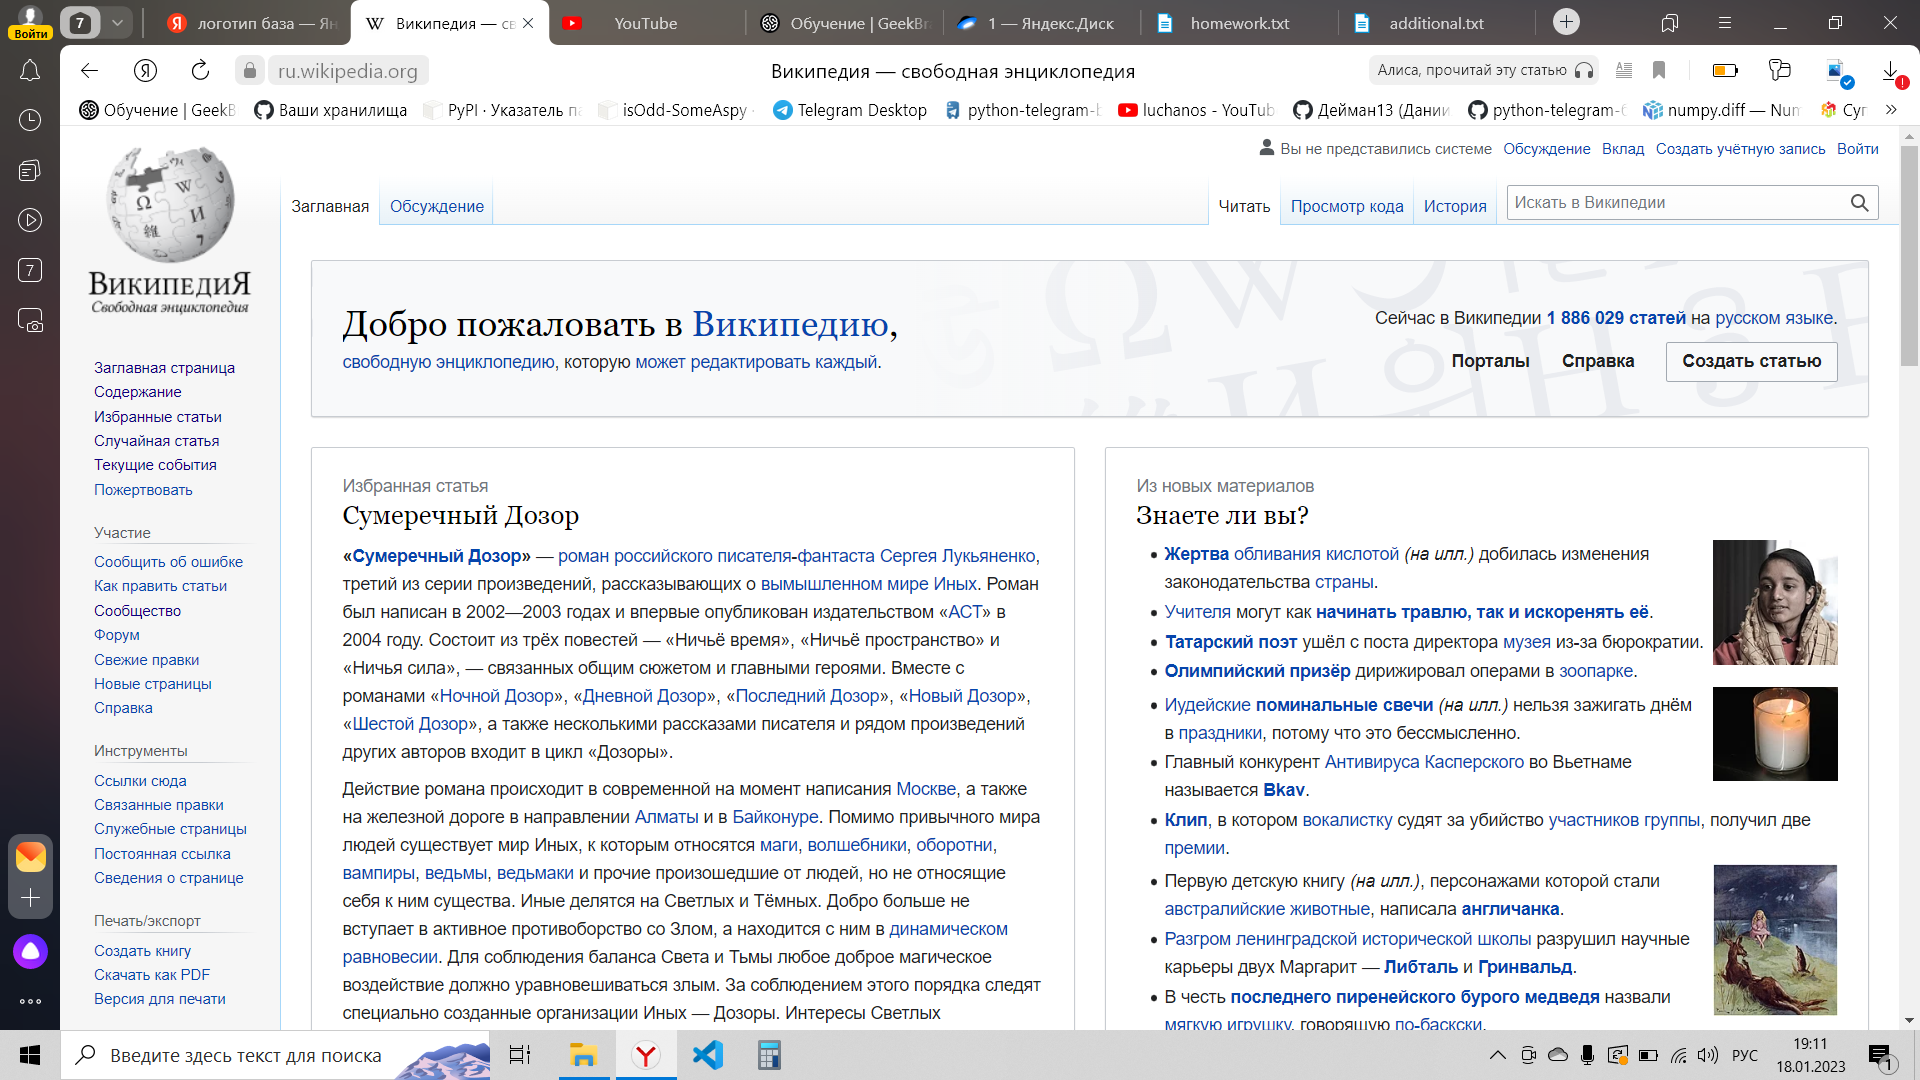 Войти
7
логотип база — Ян
Википедия — св
YouTube
Обучение | GeekBra
1 — Яндекс.Диск
homework.txt
additional.txt
ru.wikipedia.org
Википедия — свободная энциклопедия
Алиса, прочитай эту статью
Обучение | GeekB
Ваши хранилища
PyPI · Указатель па
isOdd-SomeAspy ·
Telegram Desktop
python-telegram-b
luchanos - YouTub
Дейман13 (Дании
python-telegram-б
numpy.diff — Num
Суг
»
7
Википедия
Свободная энциклопедия
Вы не представились системе Обсуждение Вклад Создать учётную запись Войти
Заглавная Обсуждение Читать Просмотр кода История Искать в Википедии
Добро пожаловать в Википедию,
свободную энциклопедию, которую может редактировать каждый.
Сейчас в Википедии 1 886 029 статей на русском языке.
Порталы Справка Создать статью
Заглавная страница
Содержание
Избранные статьи
Случайная статья
Текущие события
Пожертвовать
Участие
Сообщить об ошибке
Как править статьи
Сообщество
Форум
Свежие правки
Новые страницы
Справка
Инструменты
Ссылки сюда
Связанные правки
Служебные страницы
Постоянная ссылка
Сведения о странице
Печать/экспорт
Создать книгу
Скачать как PDF
Версия для печати
Избранная статья
Сумеречный Дозор
«Сумеречный Дозор» — роман российского писателя-фантаста Сергея Лукьяненко,
третий из серии произведений, рассказывающих о вымышленном мире Иных. Роман
был написан в 2002—2003 годах и впервые опубликован издательством «АСТ» в
2004 году. Состоит из трёх повестей — «Ничьё время», «Ничьё пространство» и
«Ничья сила», — связанных общим сюжетом и главными героями. Вместе с
романами «Ночной Дозор», «Дневной Дозор», «Последний Дозор», «Новый Дозор»,
«Шестой Дозор», а также несколькими рассказами писателя и рядом произведений
других авторов входит в цикл «Дозоры».
Действие романа происходит в современной на момент написания Москве, а также
на железной дороге в направлении Алматы и в Байконуре. Помимо привычного мира
людей существует мир Иных, к которым относятся маги, волшебники, оборотни,
вампиры, ведьмы, ведьмаки и прочие произошедшие от людей, но не относящие
себя к ним существа. Иные делятся на Светлых и Тёмных. Добро больше не
вступает в активное противоборство со Злом, а находится с ним в динамическом
равновесии. Для соблюдения баланса Света и Тьмы любое доброе магическое
воздействие должно уравновешиваться злым. За соблюдением этого порядка следят
специально созданные организации Иных — Дозоры. Интересы Светлых
Из новых материалов
Знаете ли вы?
• Жертва обливания кислотой (на илл.) добилась изменения
законодательства страны.
• Учителя могут как начинать травлю, так и искоренять её.
• Татарский поэт ушёл с поста директора музея из-за бюрократии.
• Олимпийский призёр дирижировал операми в зоопарке.
• Иудейские поминальные свечи (на илл.) нельзя зажигать днём
в праздники, потому что это бессмысленно.
• Главный конкурент Антивируса Касперского во Вьетнаме
называется Bkav.
• Клип, в котором вокалистку судят за убийство участников группы, получил две
премии.
• Первую детскую книгу (на илл.), персонажами которой стали
австралийские животные, написала англичанка.
• Разгром ленинградской исторической школы разрушил научные
карьеры двух Маргарит — Либталь и Гринвальд.
• В честь последнего пиренейского бурого медведя назвали
мягкую игрушку, говорящую по-баскски.
Введите здесь текст для поиска
РУС
19:11
18.01.2023
1